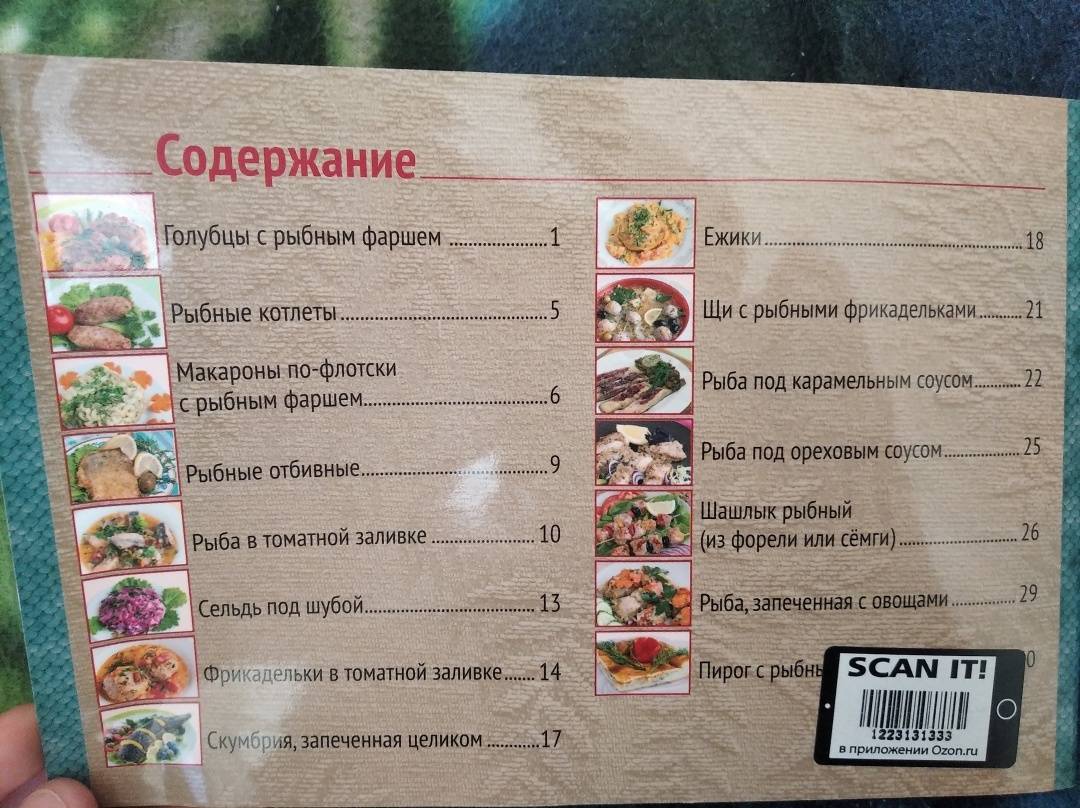 Содержание
Голубцы с рыбным фаршем ..................1
Рыбные котлеты......................................5
Макароны по-флотски
с рыбным фаршем..................................6
Рыбные отбивные...................................9
Рыба в томатной заливке ...................10
Сельдь под шубой................................13
Фрикадельки в томатной заливке......14
Скумбрия, запеченная целиком ..........17
Ежики.................................................18
Щи с рыбными фрикадельками.........21
Рыба под карамельным соусом..........22
Рыба под ореховым соусом................25
Шашлык рыбный
(из форели или сёмги)........................26
Рыба, запеченная с овощами..............29
Пирог с
SCAN IT!
1223131333
в приложении Ozon.ru